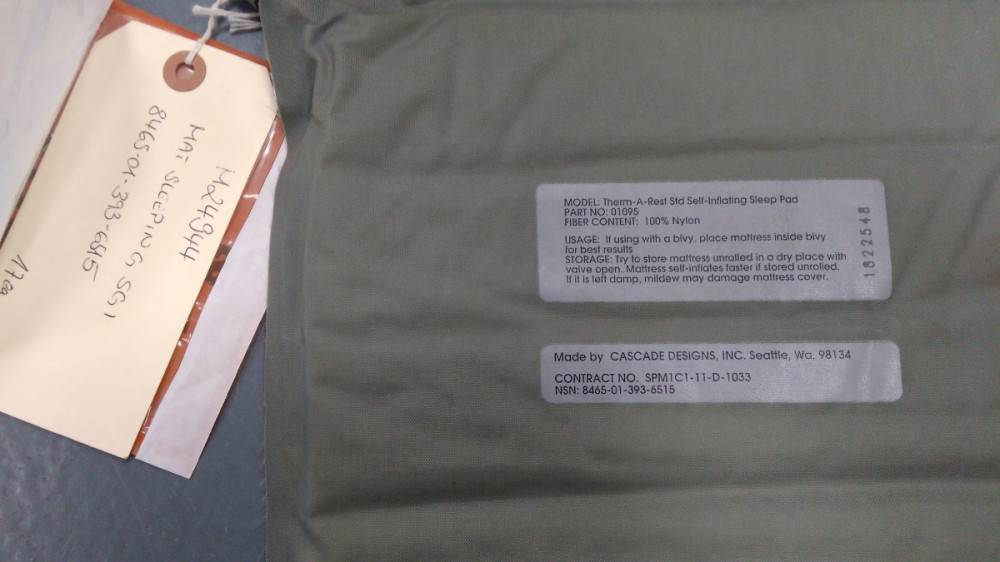 M24944
MAT SLEEPING SG1
8465-01-393-6515
17ea
MODEL: Therm-A-Rest Std Self-Inflating Sleep Pad
PART NO: 01095
FIBER CONTENT: 100% Nylon
USAGE: If using with a bivy, place mattress inside bivy
for best results
STORAGE: Try to store mattress unrolled in a dry place with
valve open. Mattress self-inflates faster if stored unrolled.
If it is left damp, mildew may damage mattress cover.
1822548
Made by CASCADE DESIGNS, INC. Seattle, Wa. 98134
CONTRACT NO. SPM1C1-11-D-1033
NSN: 8465-01-393-6515